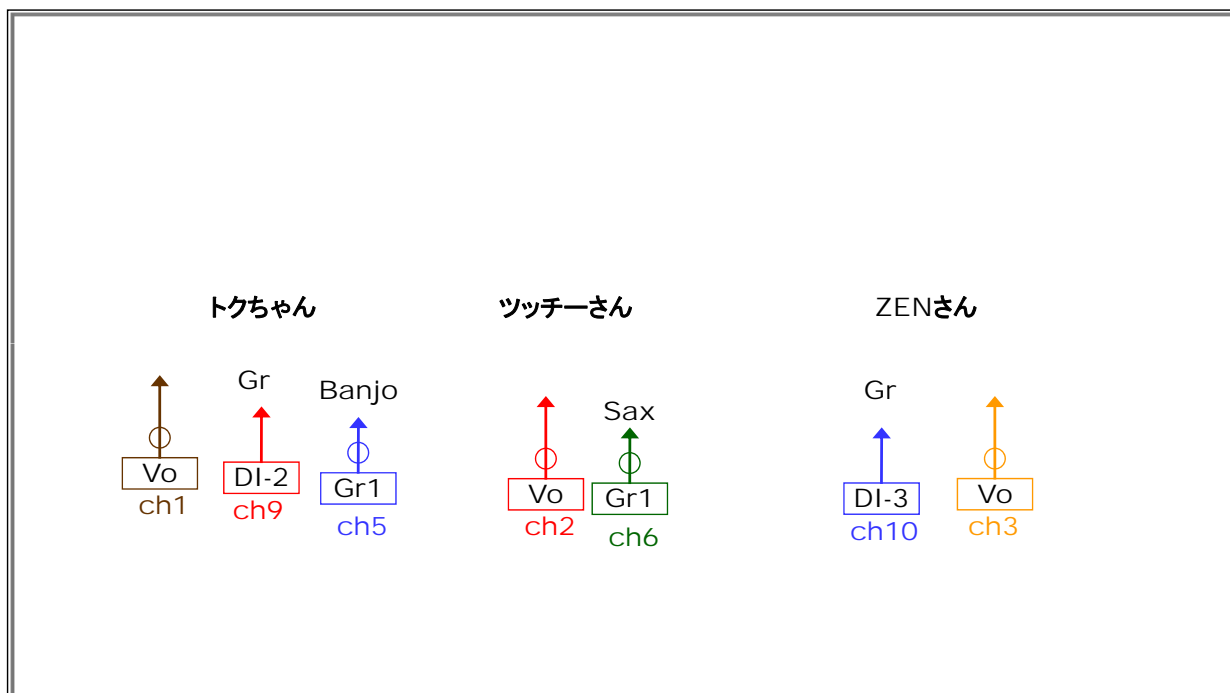 トクちゃん
ツッチーさん
ZENさん
Gr
Banjo
Sax
Gr
Vo
DI-2
Gr1
Vo
Gr1
DI-3
Vo
ch1
ch9
ch5
ch2
ch6
ch10
ch3